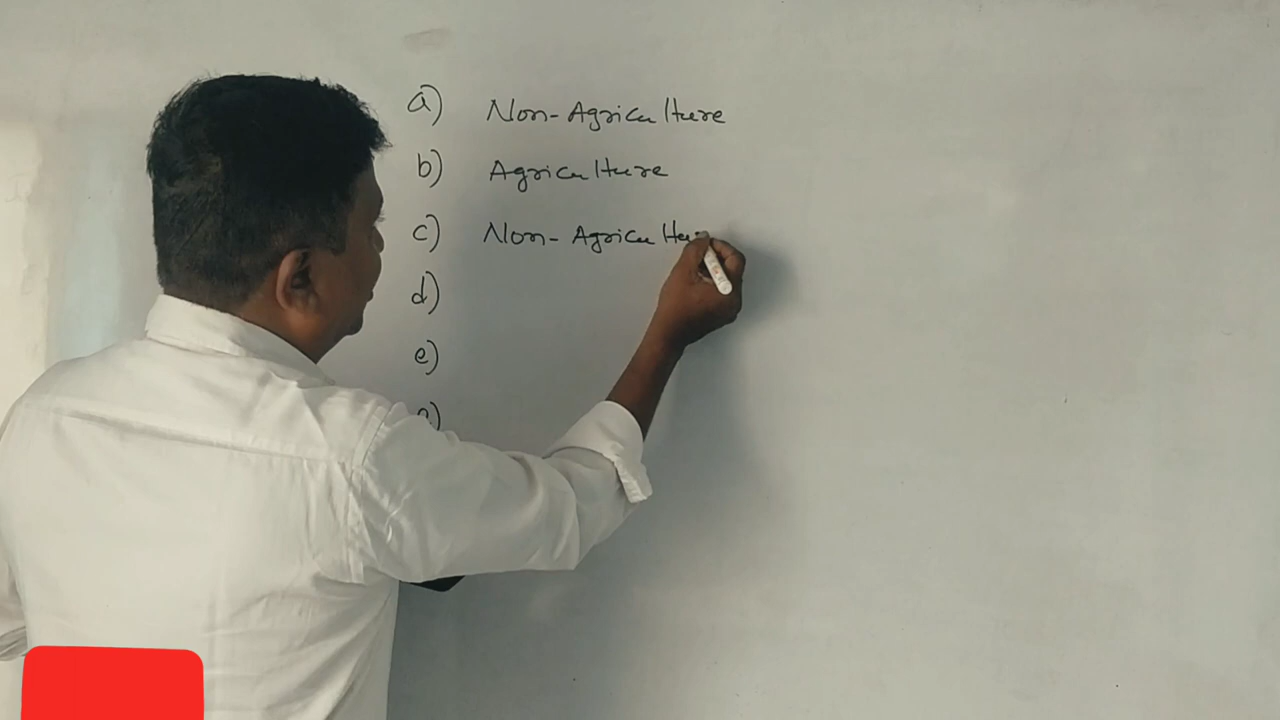 a) Non-Agriculture
b) Agriculture
c) Non-Agricultu
d)
e)